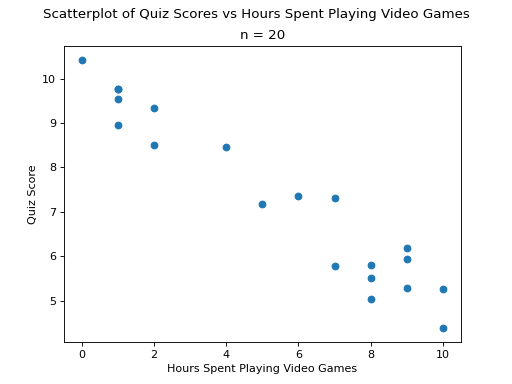 Scatterplot of Quiz Scores vs Hours Spent Playing Video Games
n = 20
10
9
8
7
6
5
Quiz Score
0 2 4 6 8 10
Hours Spent Playing Video Games